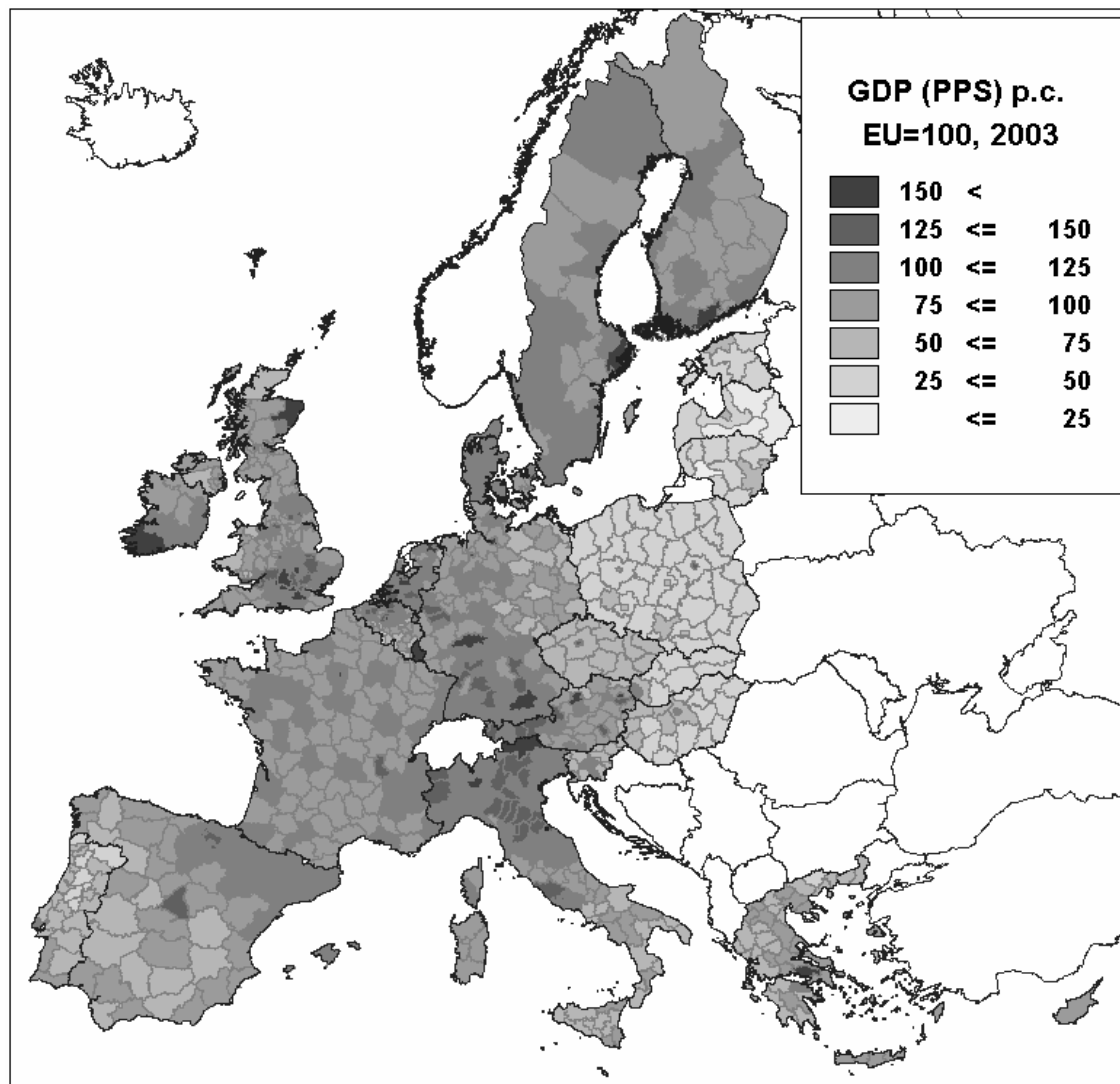 GDP (PPS) p.c.
EU=100, 2003
150 <
125 <= 150
100 <= 125
75 <= 100
50 <= 75
25 <= 50
<= 25